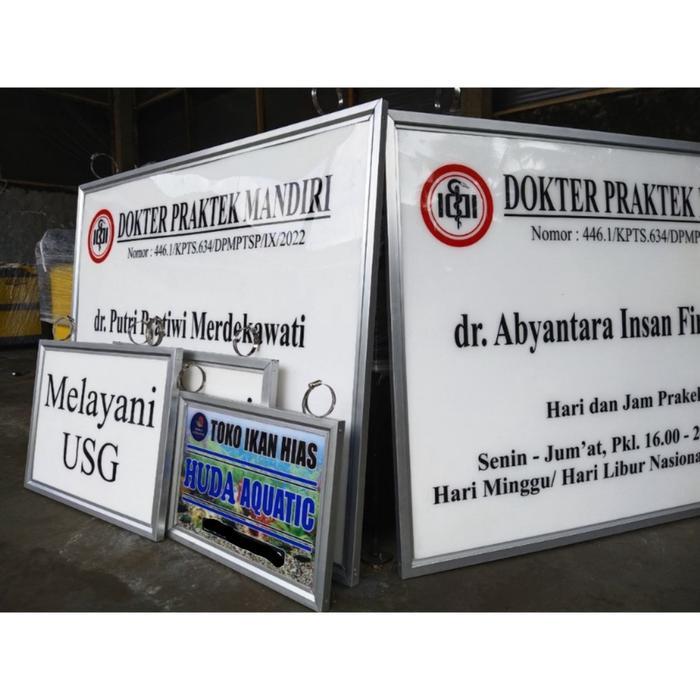 DOKTER PRAKTEK MANDIRI
Nomor : 446.1/KPTS.634/DPMPTSP/IX/2022
dr. Putri Pratiwi Merdekawati
Melayani
USG
TOKO IKAN HIAS
HUDA AQUATIC
DOKTER PRAKTEK
Nomor : 446.1/KPTS.634/DPMP
dr. Abyantara Insan Fi
Hari dan Jam Prake
Senin - Jum'at, Pkl. 16.00 - 2
Hari Minggu/ Hari Libur Nasiona